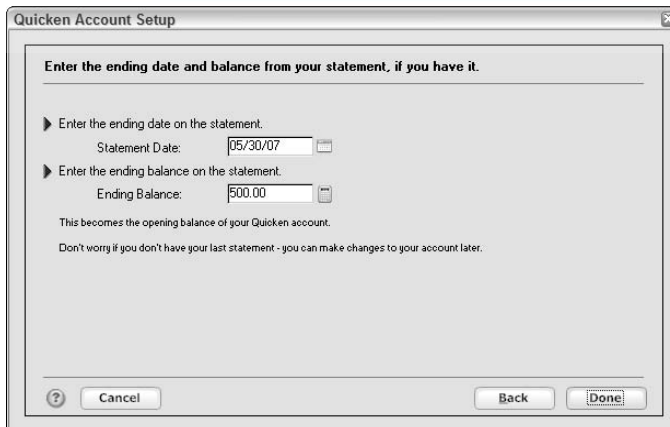 Quicken Account Setup
Enter the ending date and balance from your statement, if you have it.
Enter the ending date on the statement.
Statement Date: 05/30/07
Enter the ending balance on the statement.
Ending Balance: 500.00
This becomes the opening balance of your Quicken account.
Don't worry if you don't have your last statement - you can make changes to your account later.
? Cancel Back Done